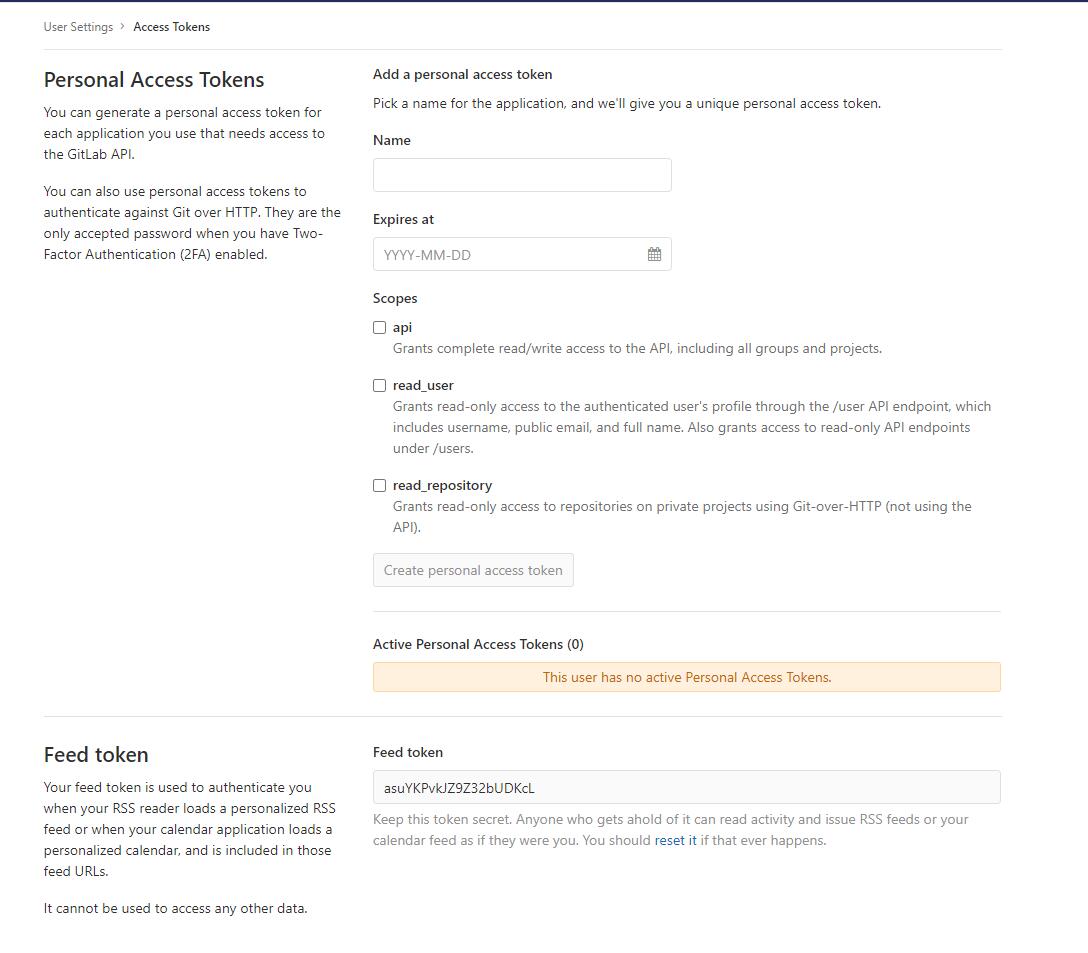 User Settings › Access Tokens
Personal Access Tokens
You can generate a personal access token for
each application you use that needs access to
the GitLab API.
You can also use personal access tokens to
authenticate against Git over HTTP. They are the
only accepted password when you have Two-
Factor Authentication (2FA) enabled.
Add a personal access token
Pick a name for the application, and we'll give you a unique personal access token.
Name
Expires at
YYYY-MM-DD
Scopes
api
Grants complete read/write access to the API, including all groups and projects.
read_user
Grants read-only access to the authenticated user's profile through the /user API endpoint, which
includes username, public email, and full name. Also grants access to read-only API endpoints
under /users.
read_repository
Grants read-only access to repositories on private projects using Git-over-HTTP (not using the
API).
Create personal access token
Active Personal Access Tokens (0)
This user has no active Personal Access Tokens.
Feed token
Your feed token is used to authenticate you
when your RSS reader loads a personalized RSS
feed or when your calendar application loads a
personalized calendar, and is included in those
feed URLs.
It cannot be used to access any other data.
Feed token
asuYKPvkJZ9Z32bUDKcL
Keep this token secret. Anyone who gets ahold of it can read activity and issue RSS feeds or your
calendar feed as if they were you. You should reset it if that ever happens.